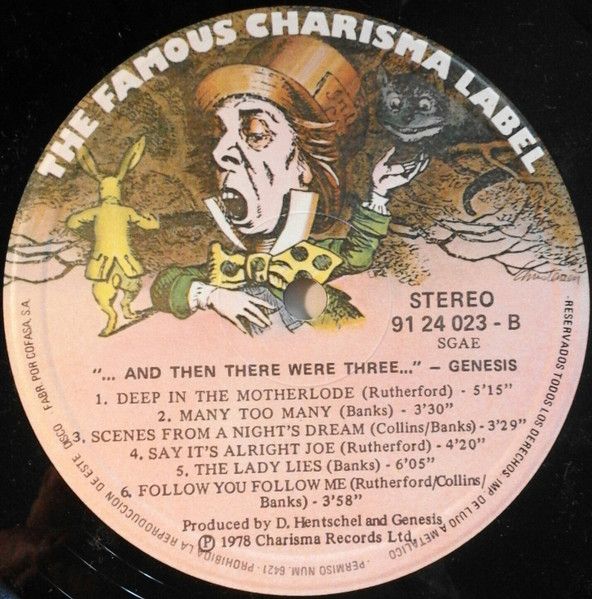 THE FAMOUS CHARISMA LABEL
STEREO
91 24 023 - B
SGAE
"... AND THEN THERE WERE THREE..." – GENESIS
1. DEEP IN THE MOTHERLODE (Rutherford) - 5'15"
2. MANY TOO MANY (Banks) - 3'30"
3. SCENES FROM A NIGHT'S DREAM (Collins/Banks) - 3'29"
4. SAY IT'S ALRIGHT JOE (Rutherford) - 4'20"
5. THE LADY LIES (Banks) - 6'05"
6. FOLLOW YOU FOLLOW ME (Rutherford/Collins/
Banks) - 3'58"
Produced by D. Hentschel and Genesis
Ⓟ 1978 Charisma Records Ltd.
-RESERVADOS TODOS LOS DERECHOS IMP. DE LUJO A METALICO.
. PERMISO NUM. 6421 - PROHIBIDA LA REPRODUCCION DE ESTE DISCO
FABR. POR COFASA, S.A.